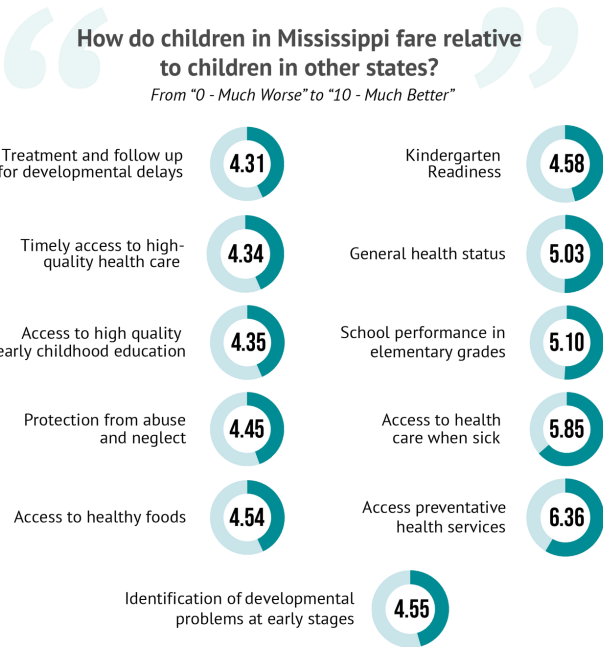 How do children in Mississippi fare relative
to children in other states?
From “0 - Much Worse” to “10 - Much Better”
Treatment and follow up
for developmental delays
4.31
Timely access to high-
quality health care
4.34
Access to high quality
early childhood education
4.35
Protection from abuse
and neglect
4.45
Access to healthy foods
4.54
Kindergarten
Readiness
4.58
General health status
5.03
School performance in
elementary grades
5.10
Access to health
care when sick
5.85
Access preventative
health services
6.36
Identification of developmental
problems at early stages
4.55